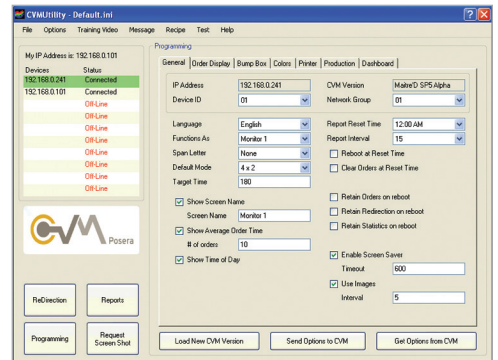 CVMUtility - Default.ini
File Options Training Video Message Recipe Test Help
My IP Address is: 192.168.0.101
Devices Status
192.168.0.241 Connected
192.168.0.101 Connected
Off-Line
Off-Line
Off-Line
Off-Line
Off-Line
Off-Line
Off-Line
Off-Line
CVM
Posera
ReDirection Reports
Programming Request Screen Shot
Programming
General Order Display Bump Box Colors Printer Production Dashboard
IP Address 192.168.0.241 CVM Version Maitre'D SP5 Alpha
Device ID 01 Network Group 01
Language English Report Reset Time 12:00 AM
Functions As Monitor 1 Report Interval 15
Span Letter None Reboot at Reset Time
Default Mode 4 x 2 Clear Orders at Reset Time
Target Time 180
Show Screen Name Retain Orders on reboot
Screen Name Monitor 1 Retain Redirection on reboot
Show Average Order Time Retain Statistics on reboot
# of orders 10
Show Time of Day Enable Screen Saver
Timeout 600
Use Images
Interval 5
Load New CVM Version Send Options to CVM Get Options from CVM